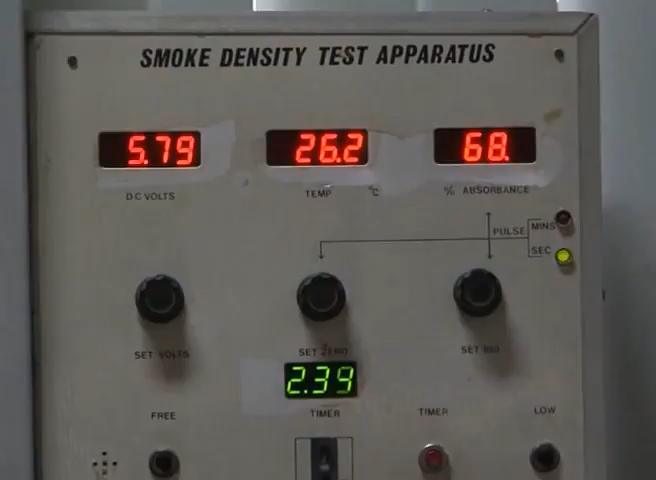 SMOKE DENSITY TEST APPARATUS
5.79 26.2 68.
DC VOLTS TEMP °C % ABSORBANCE
PULSE MINS
SEC
SET VOLTS SET ZERO SET 100
2.39
FREE TIMER TIMER LOW